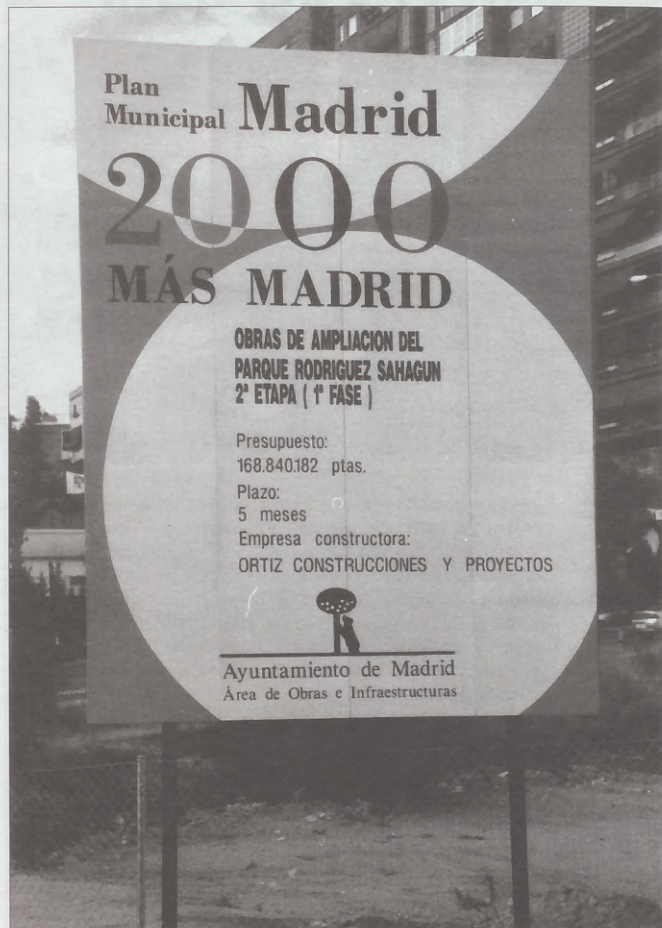 Plan
Municipal Madrid
2000
MÁS MADRID
OBRAS DE AMPLIACION DEL
PARQUE RODRIGUEZ SAHAGUN
2ª ETAPA ( 1ª FASE )
Presupuesto:
168.840.182 ptas.
Plazo:
5 meses
Empresa constructora:
ORTIZ CONSTRUCCIONES Y PROYECTOS
Ayuntamiento de Madrid
Área de Obras e Infraestructuras